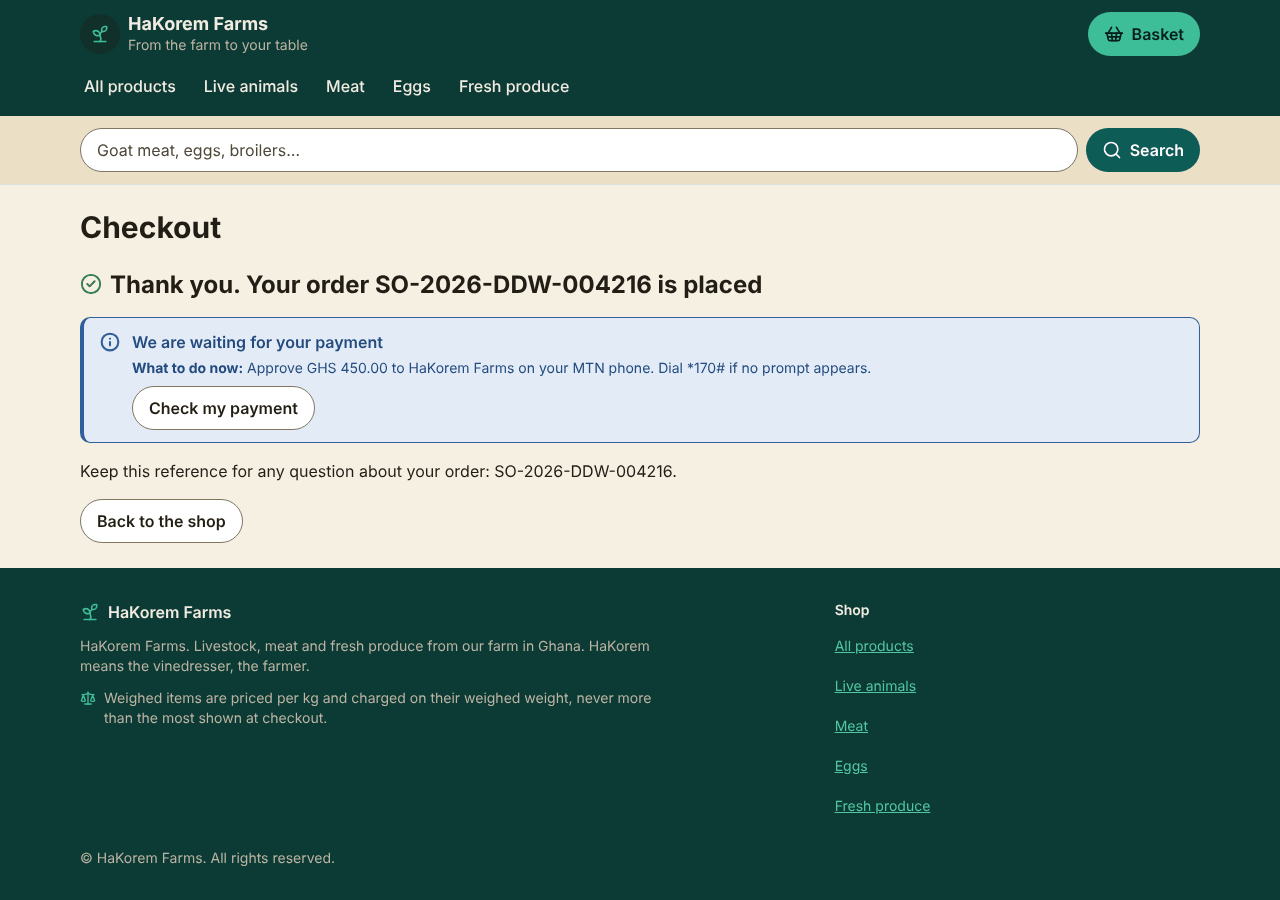 HaKorem Farms
From the farm to your table
Basket
All products
Live animals
Meat
Eggs
Fresh produce
Goat meat, eggs, broilers...
Search
Checkout
Thank you. Your order SO-2026-DDW-004216 is placed
We are waiting for your payment
What to do now: Approve GHS 450.00 to HaKorem Farms on your MTN phone. Dial *170# if no prompt appears.
Check my payment
Keep this reference for any question about your order: SO-2026-DDW-004216.
Back to the shop
HaKorem Farms
HaKorem Farms. Livestock, meat and fresh produce from our farm in Ghana. HaKorem
means the vinedresser, the farmer.
Weighed items are priced per kg and charged on their weighed weight, never more
than the most shown at checkout.
Shop
All products
Live animals
Meat
Eggs
Fresh produce
© HaKorem Farms. All rights reserved.